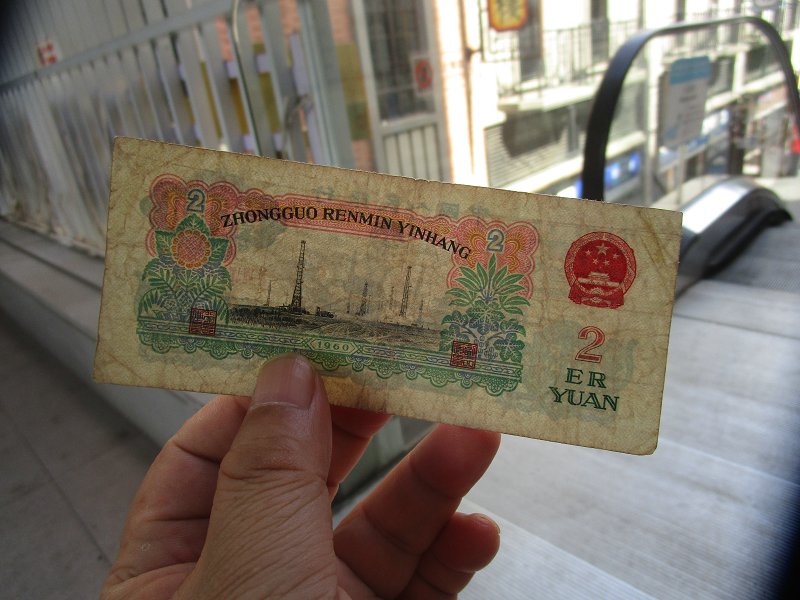 2
ZHONGGUO RENMIN YINHANG
2
1960
2
ER
YUAN